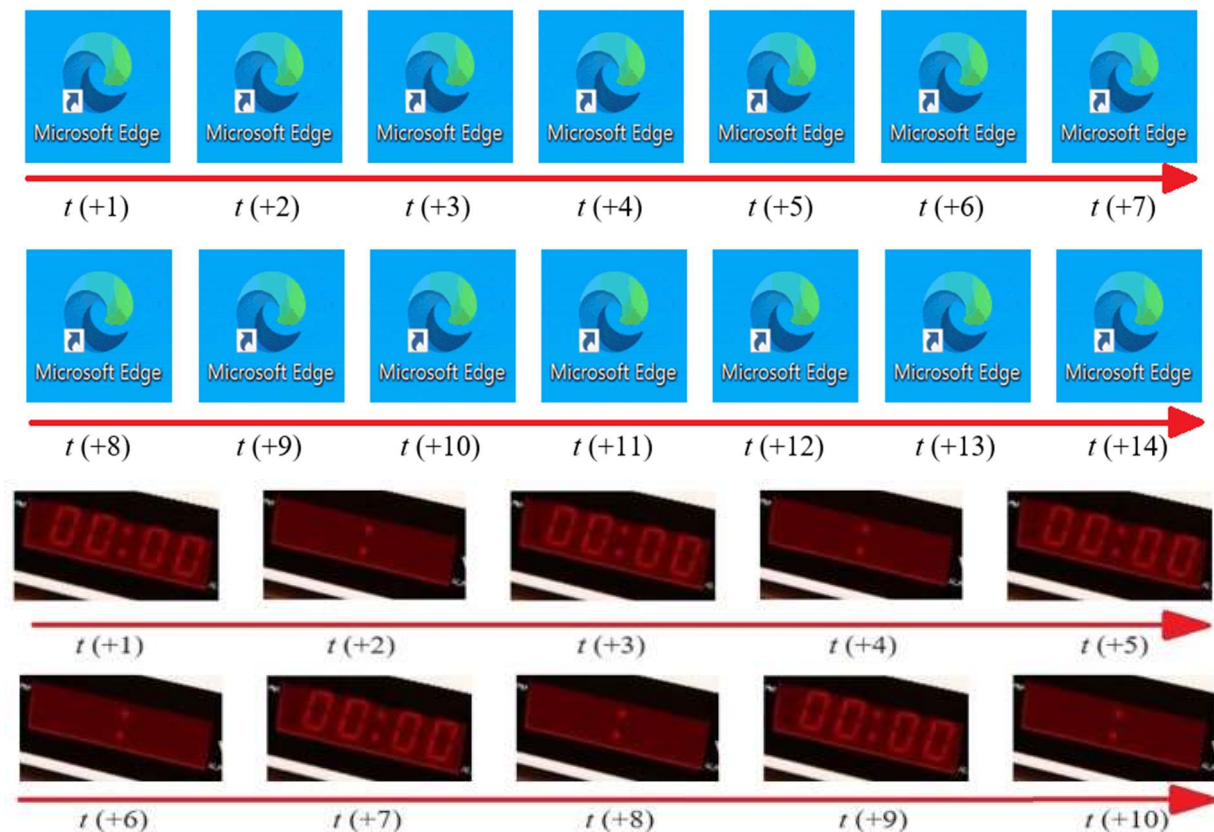 Microsoft Edge Microsoft Edge Microsoft Edge Microsoft Edge Microsoft Edge Microsoft Edge Microsoft Edge
t (+1) t (+2) t (+3) t (+4) t (+5) t (+6) t (+7)
Microsoft Edge Microsoft Edge Microsoft Edge Microsoft Edge Microsoft Edge Microsoft Edge Microsoft Edge
t (+8) t (+9) t (+10) t (+11) t (+12) t (+13) t (+14)
00:00 : 00:00 : 00:00
t (+1) t (+2) t (+3) t (+4) t (+5)
: 00:00 : 00:00 :
t (+6) t (+7) t (+8) t (+9) t (+10)